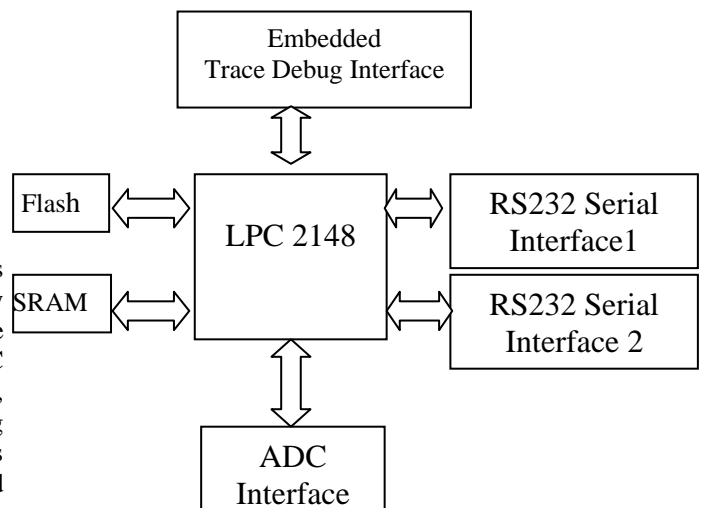 Embedded
Trace Debug Interface
Flash
LPC 2148
RS232 Serial
Interface1
SRAM
RS232 Serial
Interface 2
ADC
Interface